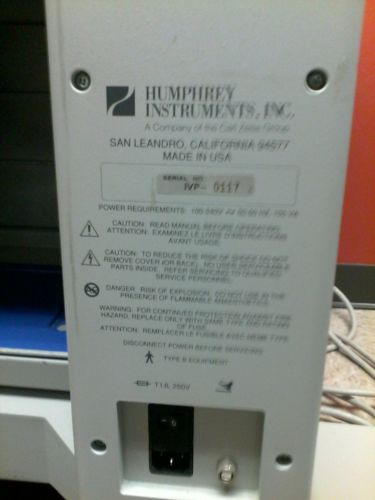 HUMPHREY
INSTRUMENTS, INC.
A Company of the Carl Zeiss Group
SAN LEANDRO, CALIFORNIA 94577
MADE IN USA
SERIAL NO.
IVP- 0117
POWER REQUIREMENTS: 100-240V
CAUTION: READ MANUAL BEFORE OPERATING
ATTENTION: EXAMINEZ LE LIVRE D'INSTRUCTIONS
AVANT USAGE.
CAUTION: TO REDUCE THE RISK OF SHOCK DO NOT
REMOVE COVER (OR BACK). NO USER SERVICEABLE
PARTS INSIDE. REFER SERVICING TO QUALIFIED
SERVICE PERSONNEL.
DANGER: RISK OF EXPLOSION. DO NOT USE IN THE
PRESENCE OF FLAMMABLE ANESTHETICS.
WARNING: FOR CONTINUED PROTECTION AGAINST FIRE
HAZARD, REPLACE ONLY WITH SAME TYPE AND RATING
OF FUSE.
ATTENTION: REMPLACER LE FUSIBLE AVEC MEME TYPE.
DISCONNECT POWER BEFORE SERVICING
TYPE B EQUIPMENT
250V